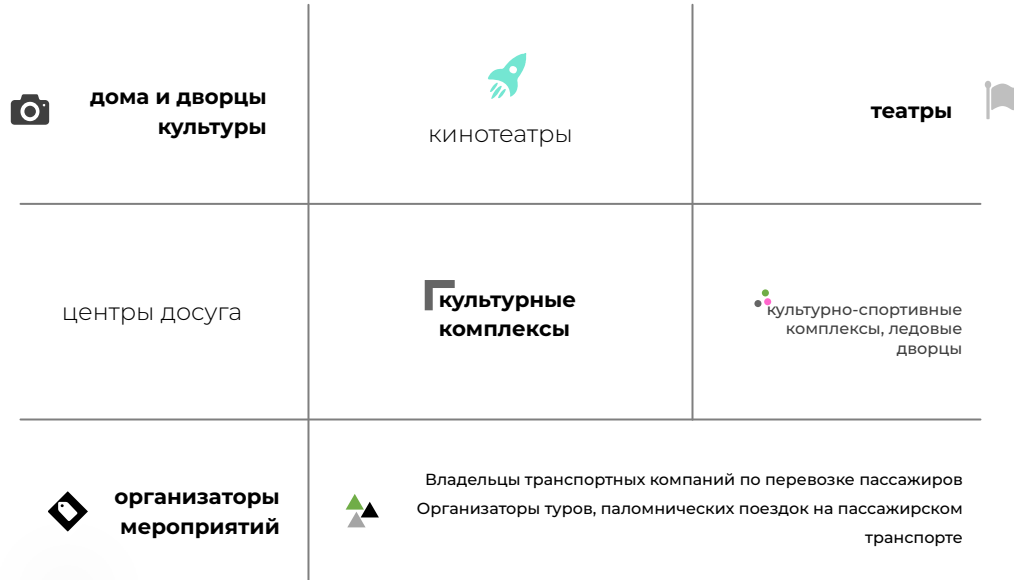 дома и дворцы
культуры
кинотеатры
театры
центры досуга
культурные
комплексы
культурно-спортивные
комплексы, ледовые
дворцы
организаторы
мероприятий
Владельцы транспортных компаний по перевозке пассажиров
Организаторы туров, паломнических поездок на пассажирском
транспорте